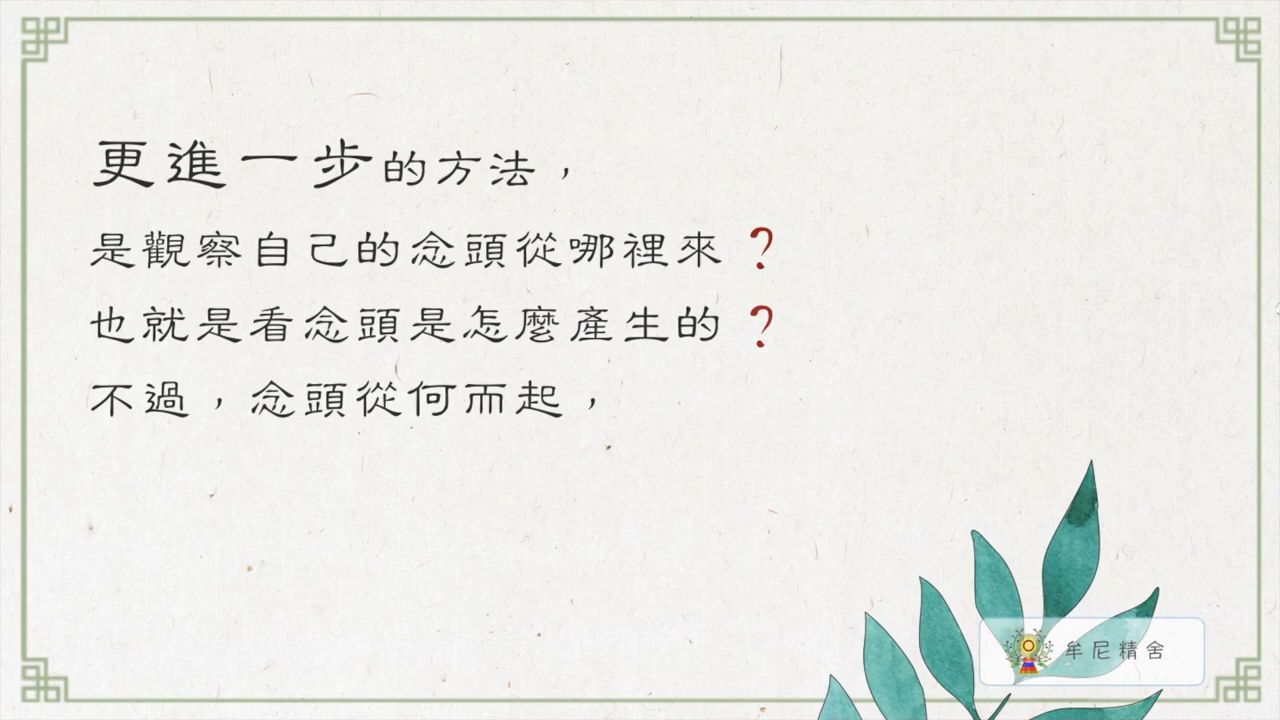 更進一步的方法，
是觀察自己的念頭從哪裡來？
也就是看念頭是怎麼產生的？
不過，念頭從何而起，
牟尼精舍